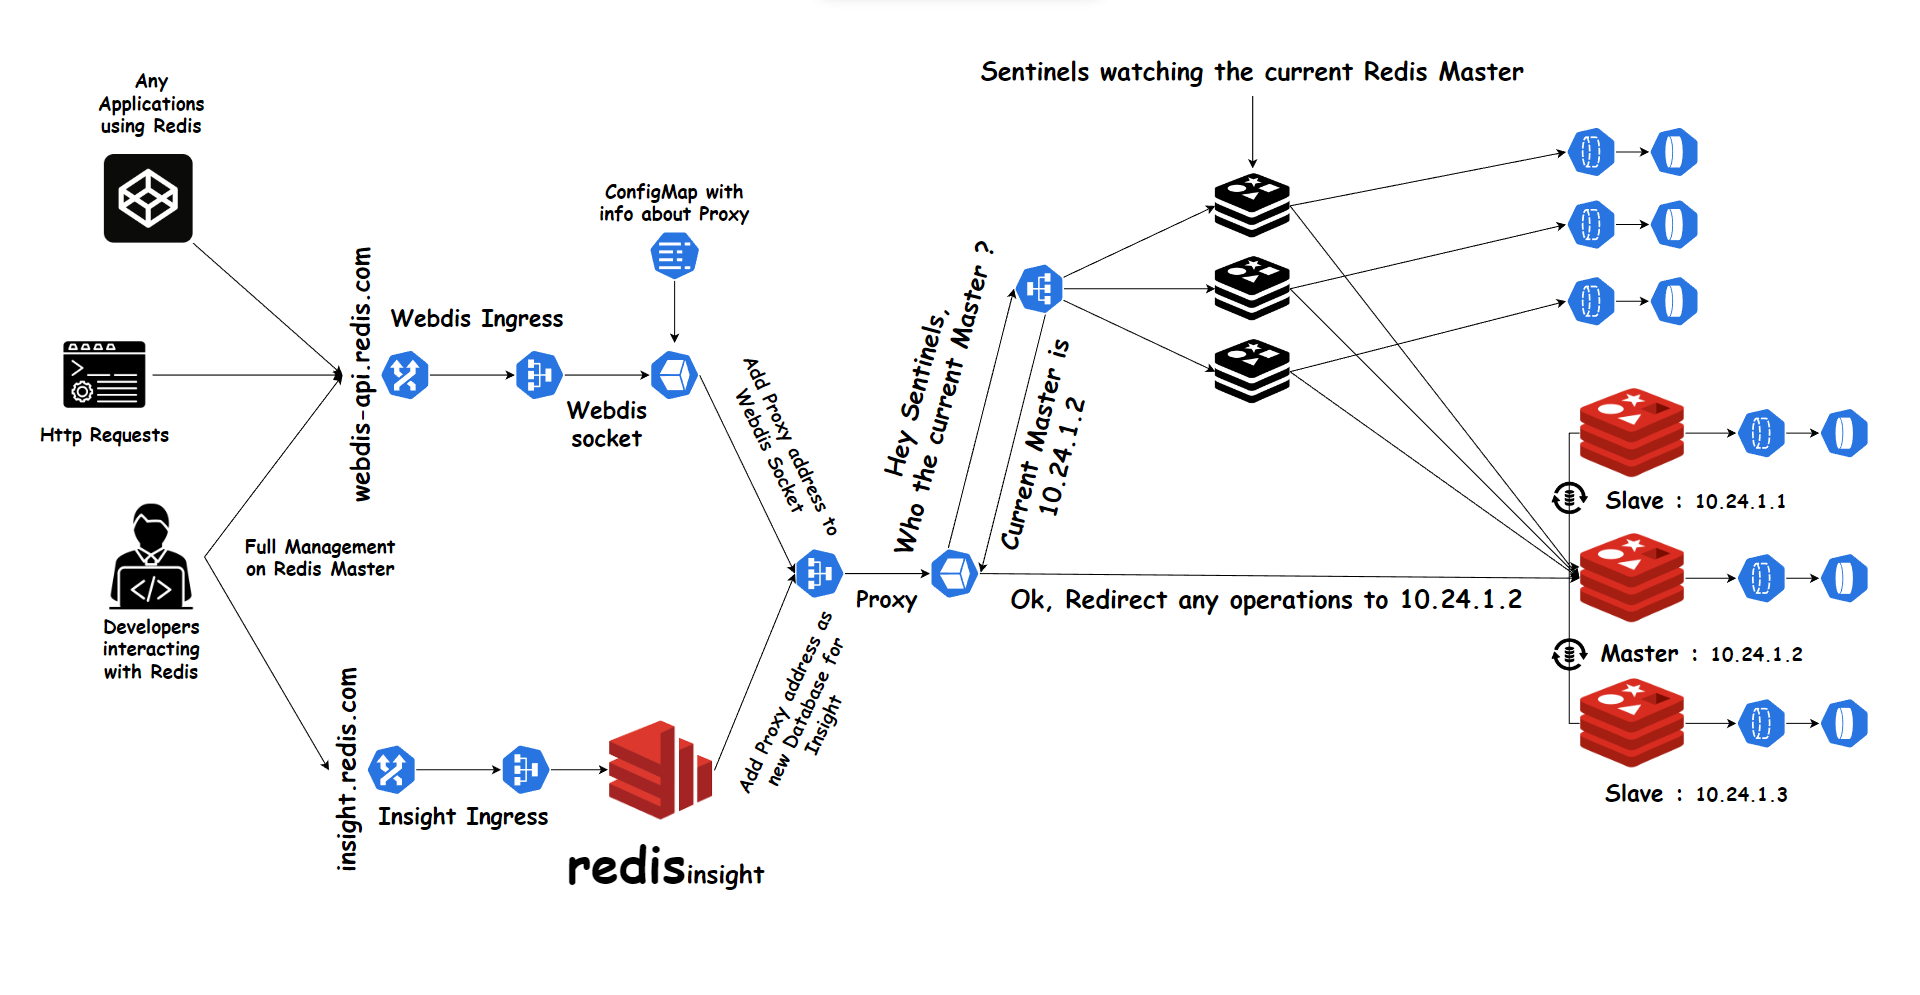 Sentinels watching the current Redis Master
Any
Applications
using Redis
ConfigMap with
info about Proxy
webdis-api.redis.com
Webdis Ingress
Webdis
socket
Http Requests
Add Proxy address to
Webdis Socket
Hey Sentinels,
Who the current Master ?
Current Master is
10.24.1.2
Slave : 10.24.1.1
Full Management
on Redis Master
Developers
interacting
with Redis
Proxy
Ok, Redirect any operations to 10.24.1.2
Master : 10.24.1.2
Add Proxy address as
new Database for
Insight
insight.redis.com
Insight Ingress
Slave : 10.24.1.3
redisinsight